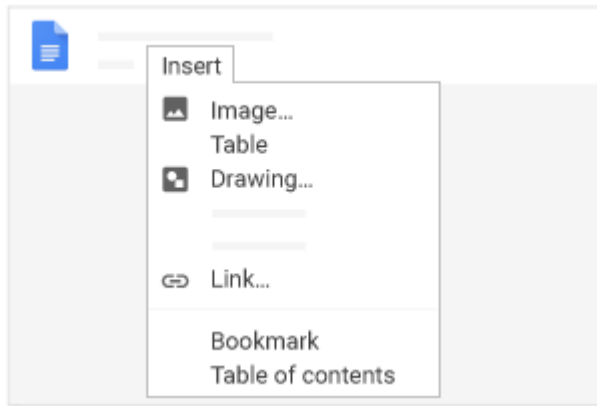 Insert
Image...
Table
Drawing...
Link...
Bookmark
Table of contents